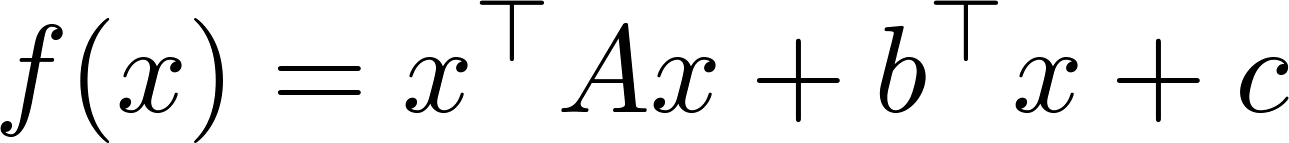 f(x) = x⊤Ax + b⊤x + c